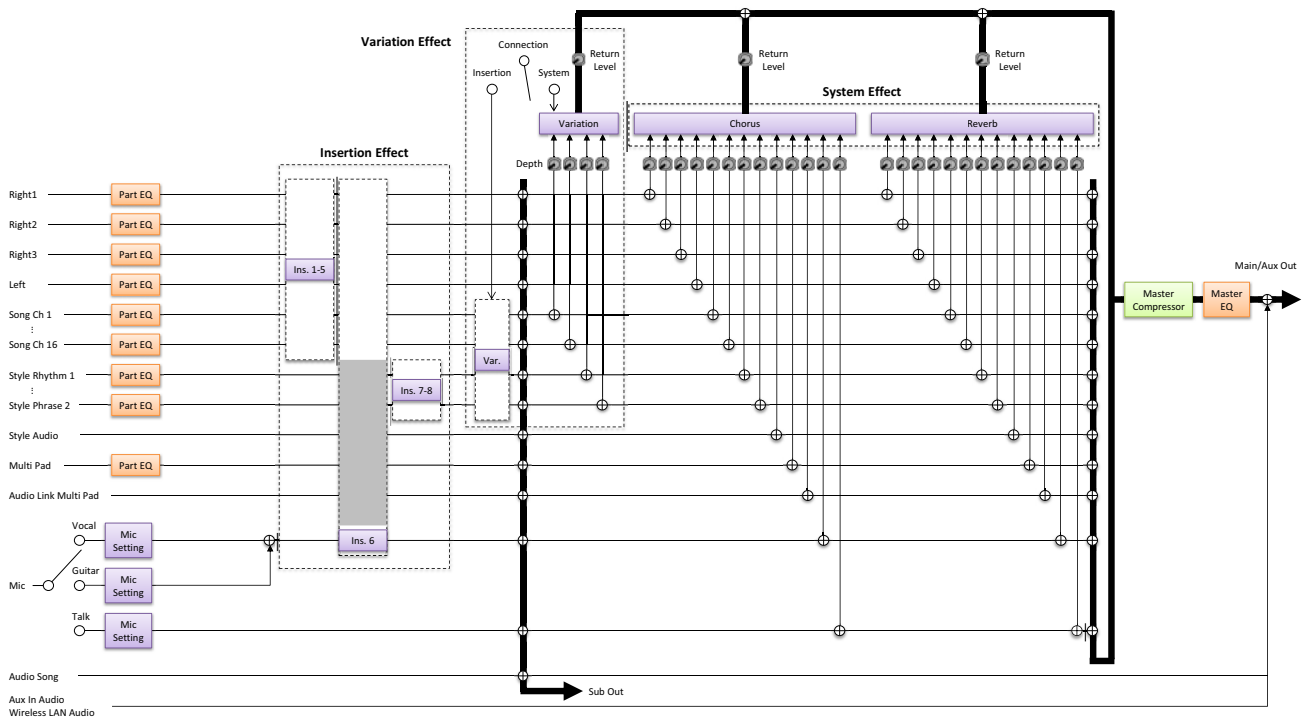 Variation Effect
Connection
Insertion
System
Return
Level
Return
Level
Return
Level
System Effect
Variation
Chorus
Reverb
Insertion Effect
Depth
Right1
Part EQ
Right2
Part EQ
Right3
Part EQ
Ins. 1-5
Left
Part EQ
Main/Aux Out
Master
Compressor
Master
EQ
Song Ch 1
Part EQ
⋮
Song Ch 16
Part EQ
Var.
Style Rhythm 1
Part EQ
⋮
Ins. 7-8
Style Phrase 2
Part EQ
Style Audio
Multi Pad
Part EQ
Audio Link Multi Pad
Vocal
Mic
Setting
Ins. 6
Mic
Guitar
Mic
Setting
Talk
Mic
Setting
Audio Song
Sub Out
Aux In Audio
Wireless LAN Audio